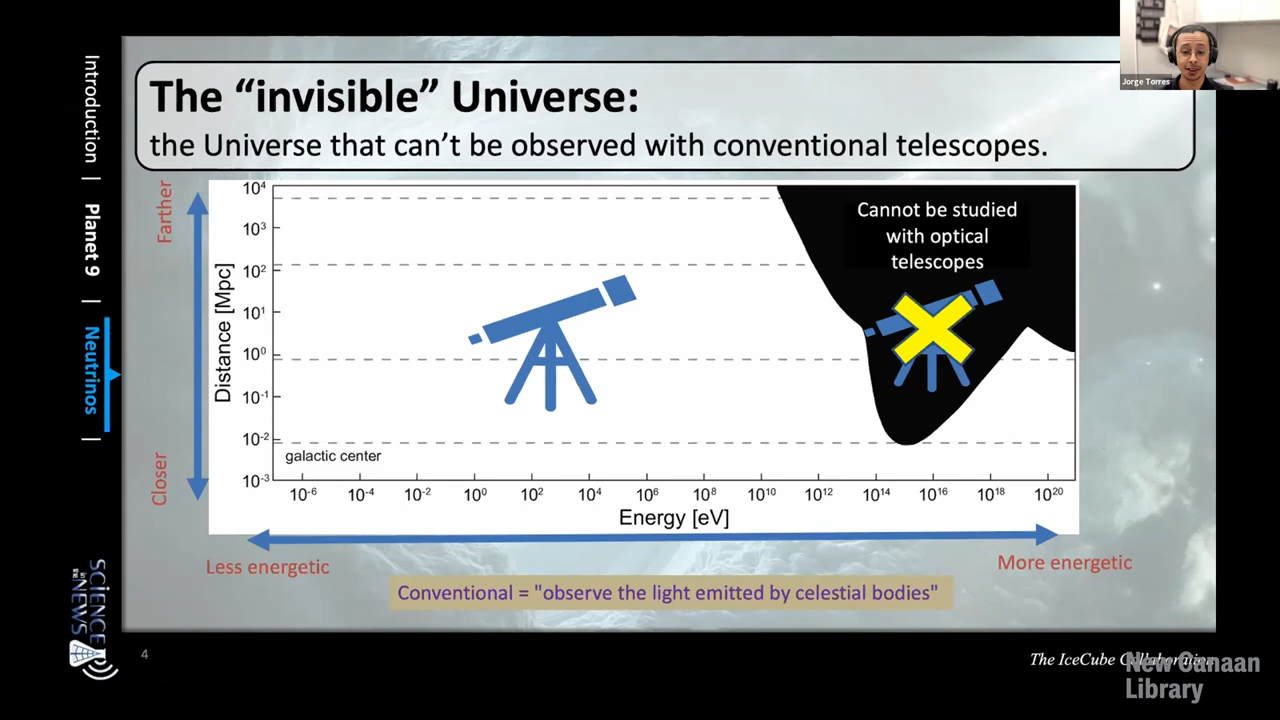 Jorge Torres
Introduction |
Planet 9 |
Neutrinos |
The “invisible” Universe:
the Universe that can’t be observed with conventional telescopes.
Farther
Closer
Distance [Mpc]
10⁴
10³
10²
10¹
10⁰
10⁻¹
10⁻²
10⁻³
Cannot be studied
with optical
telescopes
galactic center
10⁻⁶ 10⁻⁴ 10⁻² 10⁰ 10² 10⁴ 10⁶ 10⁸ 10¹⁰ 10¹² 10¹⁴ 10¹⁶ 10¹⁸ 10²⁰
Energy [eV]
Less energetic
More energetic
Conventional = "observe the light emitted by celestial bodies"
SCIENCE
IN THE
NEWS
4
The IceCube Collaboration
New Canaan
Library